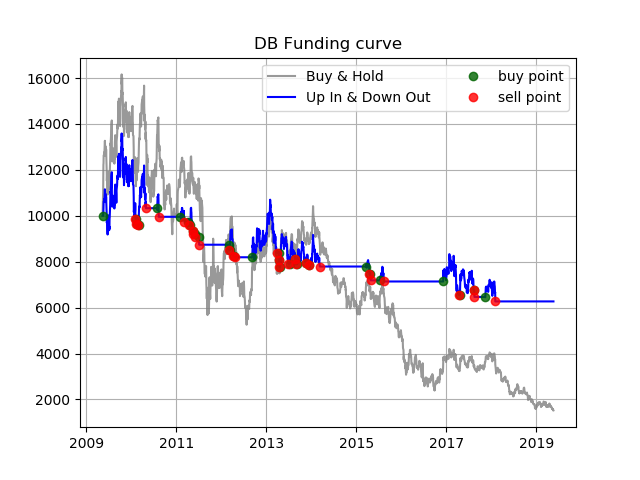 DB Funding curve
Buy & Hold
Up In & Down Out
buy point
sell point
16000
14000
12000
10000
8000
6000
4000
2000
2009 2011 2013 2015 2017 2019